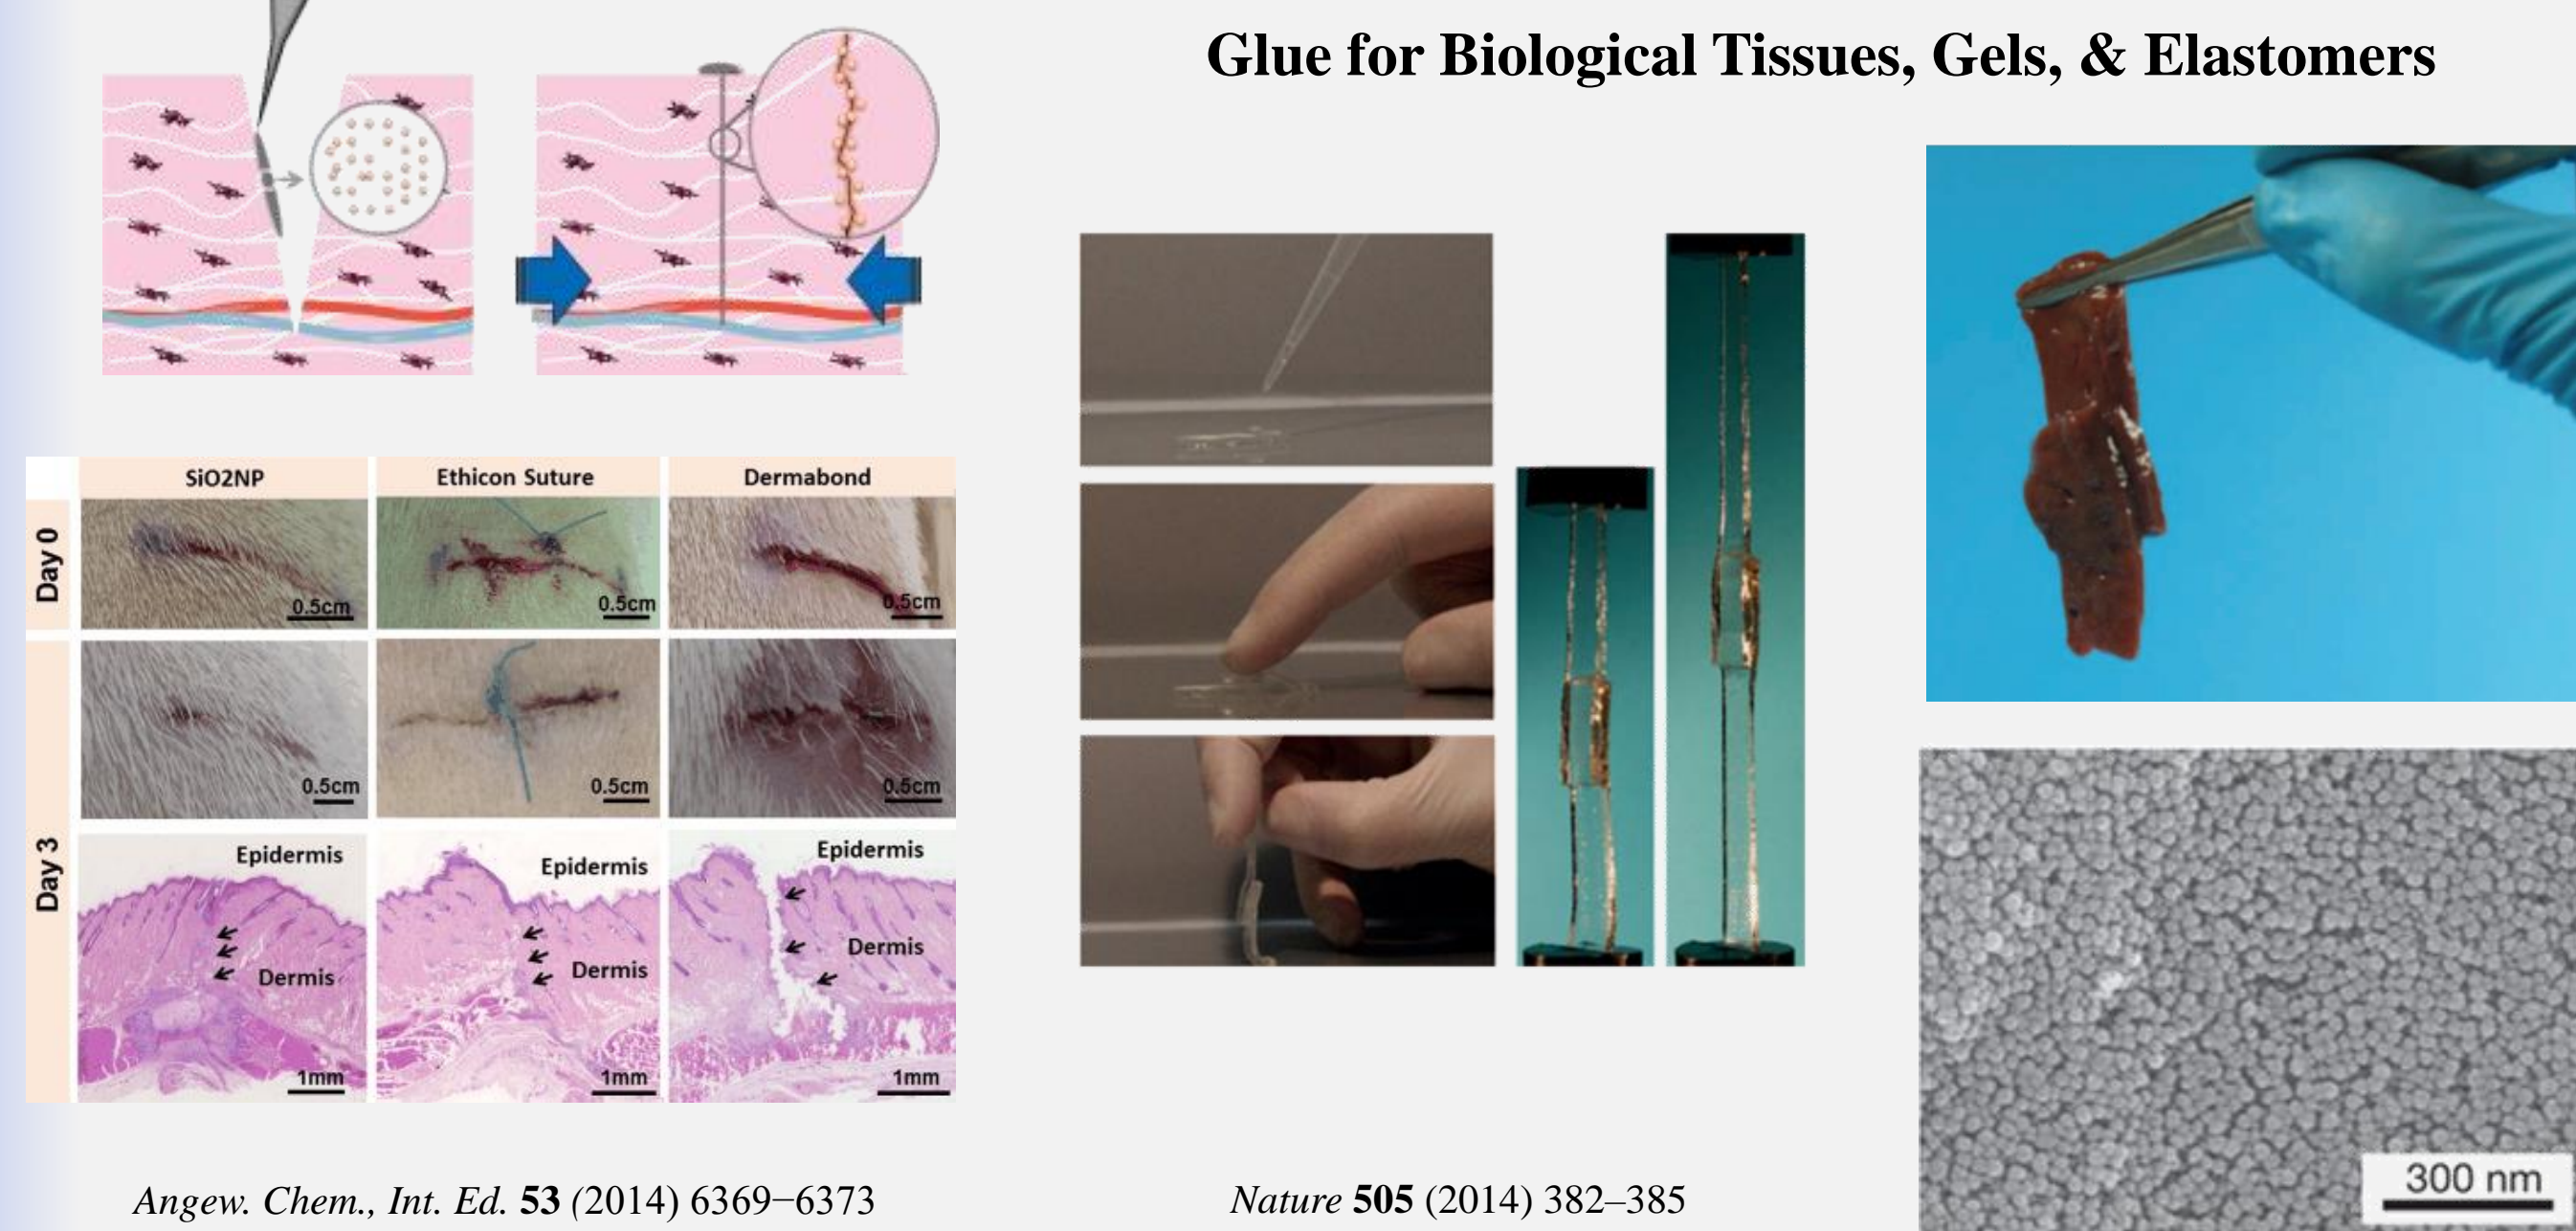 Glue for Biological Tissues, Gels, & Elastomers
SiO2NP
Ethicon Suture
Dermabond
Day 0
0.5cm
0.5cm
0.5cm
Day 3
0.5cm
0.5cm
0.5cm
Epidermis
Epidermis
Epidermis
Dermis
Dermis
Dermis
1mm
1mm
1mm
300 nm
Angew. Chem., Int. Ed. 53 (2014) 6369−6373
Nature 505 (2014) 382–385